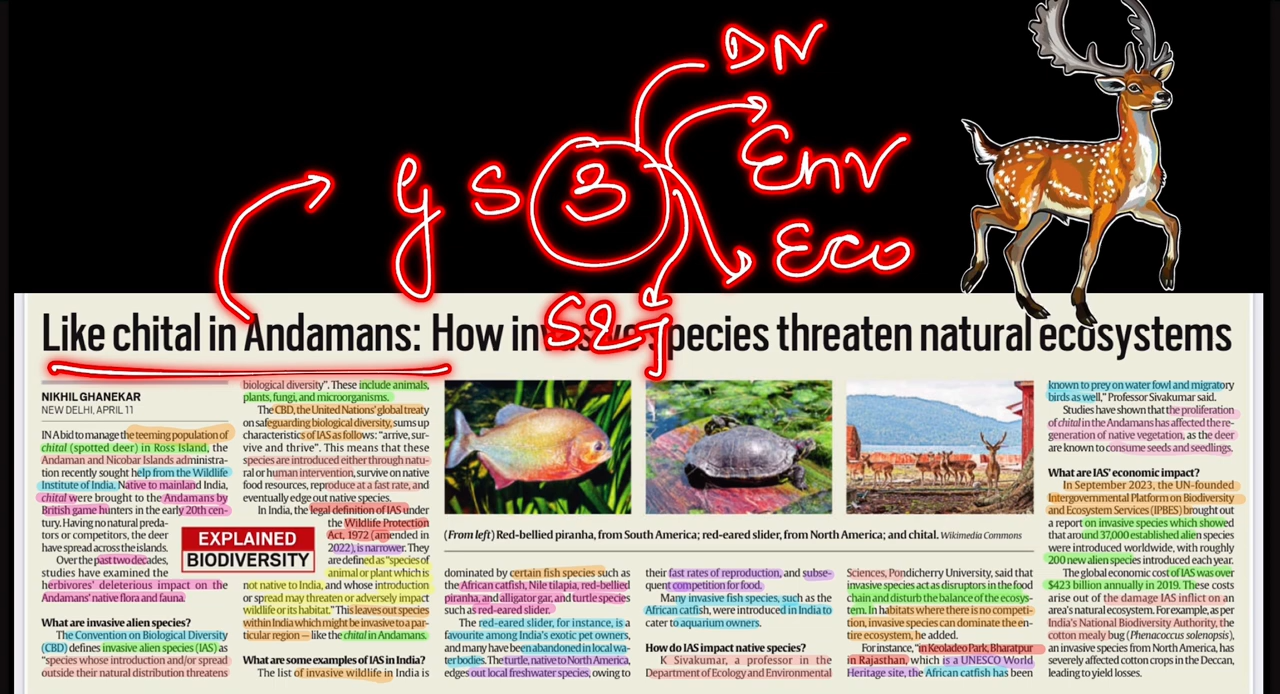 DN
Env
GS 3
Eco
S&T
Like chital in Andamans: How invasive species threaten natural ecosystems
NIKHIL GHANEKAR
NEW DELHI, APRIL 11
IN A bid to manage the teeming population of
chital (spotted deer) in Ross Island, the
Andaman and Nicobar Islands administra-
tion recently sought help from the Wildlife
Institute of India. Native to mainland India,
chital were brought to the Andamans by
British game hunters in the early 20th cen-
tury. Having no natural preda-
tors or competitors, the deer
have spread across the islands.
Over the past two decades,
studies have examined the
herbivores' deleterious impact on the
Andamans' native flora and fauna.
What are invasive alien species?
The Convention on Biological Diversity
(CBD) defines invasive alien species (IAS) as
"species whose introduction and/or spread
outside their natural distribution threatens
biological diversity". These include animals,
plants, fungi, and microorganisms.
The CBD, the United Nations' global treaty
on safeguarding biological diversity, sums up
characteristics of IAS as follows: "arrive, sur-
vive and thrive". This means that these
species are introduced either through natu-
ral or human intervention, survive on native
food resources, reproduce at a fast rate, and
eventually edge out native species.
In India, the legal definition of IAS under
the Wildlife Protection
Act, 1972 (amended in
2022), is narrower. They
are defined as "species of
animal or plant which is
not native to India, and whose introduction
or spread may threaten or adversely impact
wildlife or its habitat." This leaves out species
within India which might be invasive to a par-
ticular region — like the chital in Andamans.
What are some examples of IAS in India?
The list of invasive wildlife in India is
EXPLAINED
BIODIVERSITY
(From left) Red-bellied piranha, from South America; red-eared slider, from North America; and chital. Wikimedia Commons
dominated by certain fish species such as
the African catfish, Nile tilapia, red-bellied
piranha, and alligator gar, and turtle species
such as red-eared slider.
The red-eared slider, for instance, is a
favourite among India's exotic pet owners,
and many have been abandoned in local wa-
ter bodies. The turtle, native to North America,
edges out local freshwater species, owing to
their fast rates of reproduction, and subse-
quent competition for food.
Many invasive fish species, such as the
African catfish, were introduced in India to
cater to aquarium owners.
How do IAS impact native species?
K Sivakumar, a professor in the
Department of Ecology and Environmental
Sciences, Pondicherry University, said that
invasive species act as disruptors in the food
chain and disturb the balance of the ecosys-
tem. In habitats where there is no competi-
tion, invasive species can dominate the en-
tire ecosystem, he added.
For instance, "in Keoladeo Park, Bharatpur
in Rajasthan, which is a UNESCO World
Heritage site, the African catfish has been
known to prey on water fowl and migratory
birds as well," Professor Sivakumar said.
Studies have shown that the proliferation
of chital in the Andamans has affected the re-
generation of native vegetation, as the deer
are known to consume seeds and seedlings.
What are IAS' economic impact?
In September 2023, the UN-founded
Intergovernmental Platform on Biodiversity
and Ecosystem Services (IPBES) brought out
a report on invasive species which showed
that around 37,000 established alien species
were introduced worldwide, with roughly
200 new alien species introduced each year.
The global economic cost of IAS was over
$423 billion annually in 2019. These costs
arise out of the damage IAS inflict on an
area's natural ecosystem. For example, as per
India's National Biodiversity Authority, the
cotton mealy bug (Phenacoccus solenopsis),
an invasive species from North America, has
severely affected cotton crops in the Deccan,
leading to yield losses.